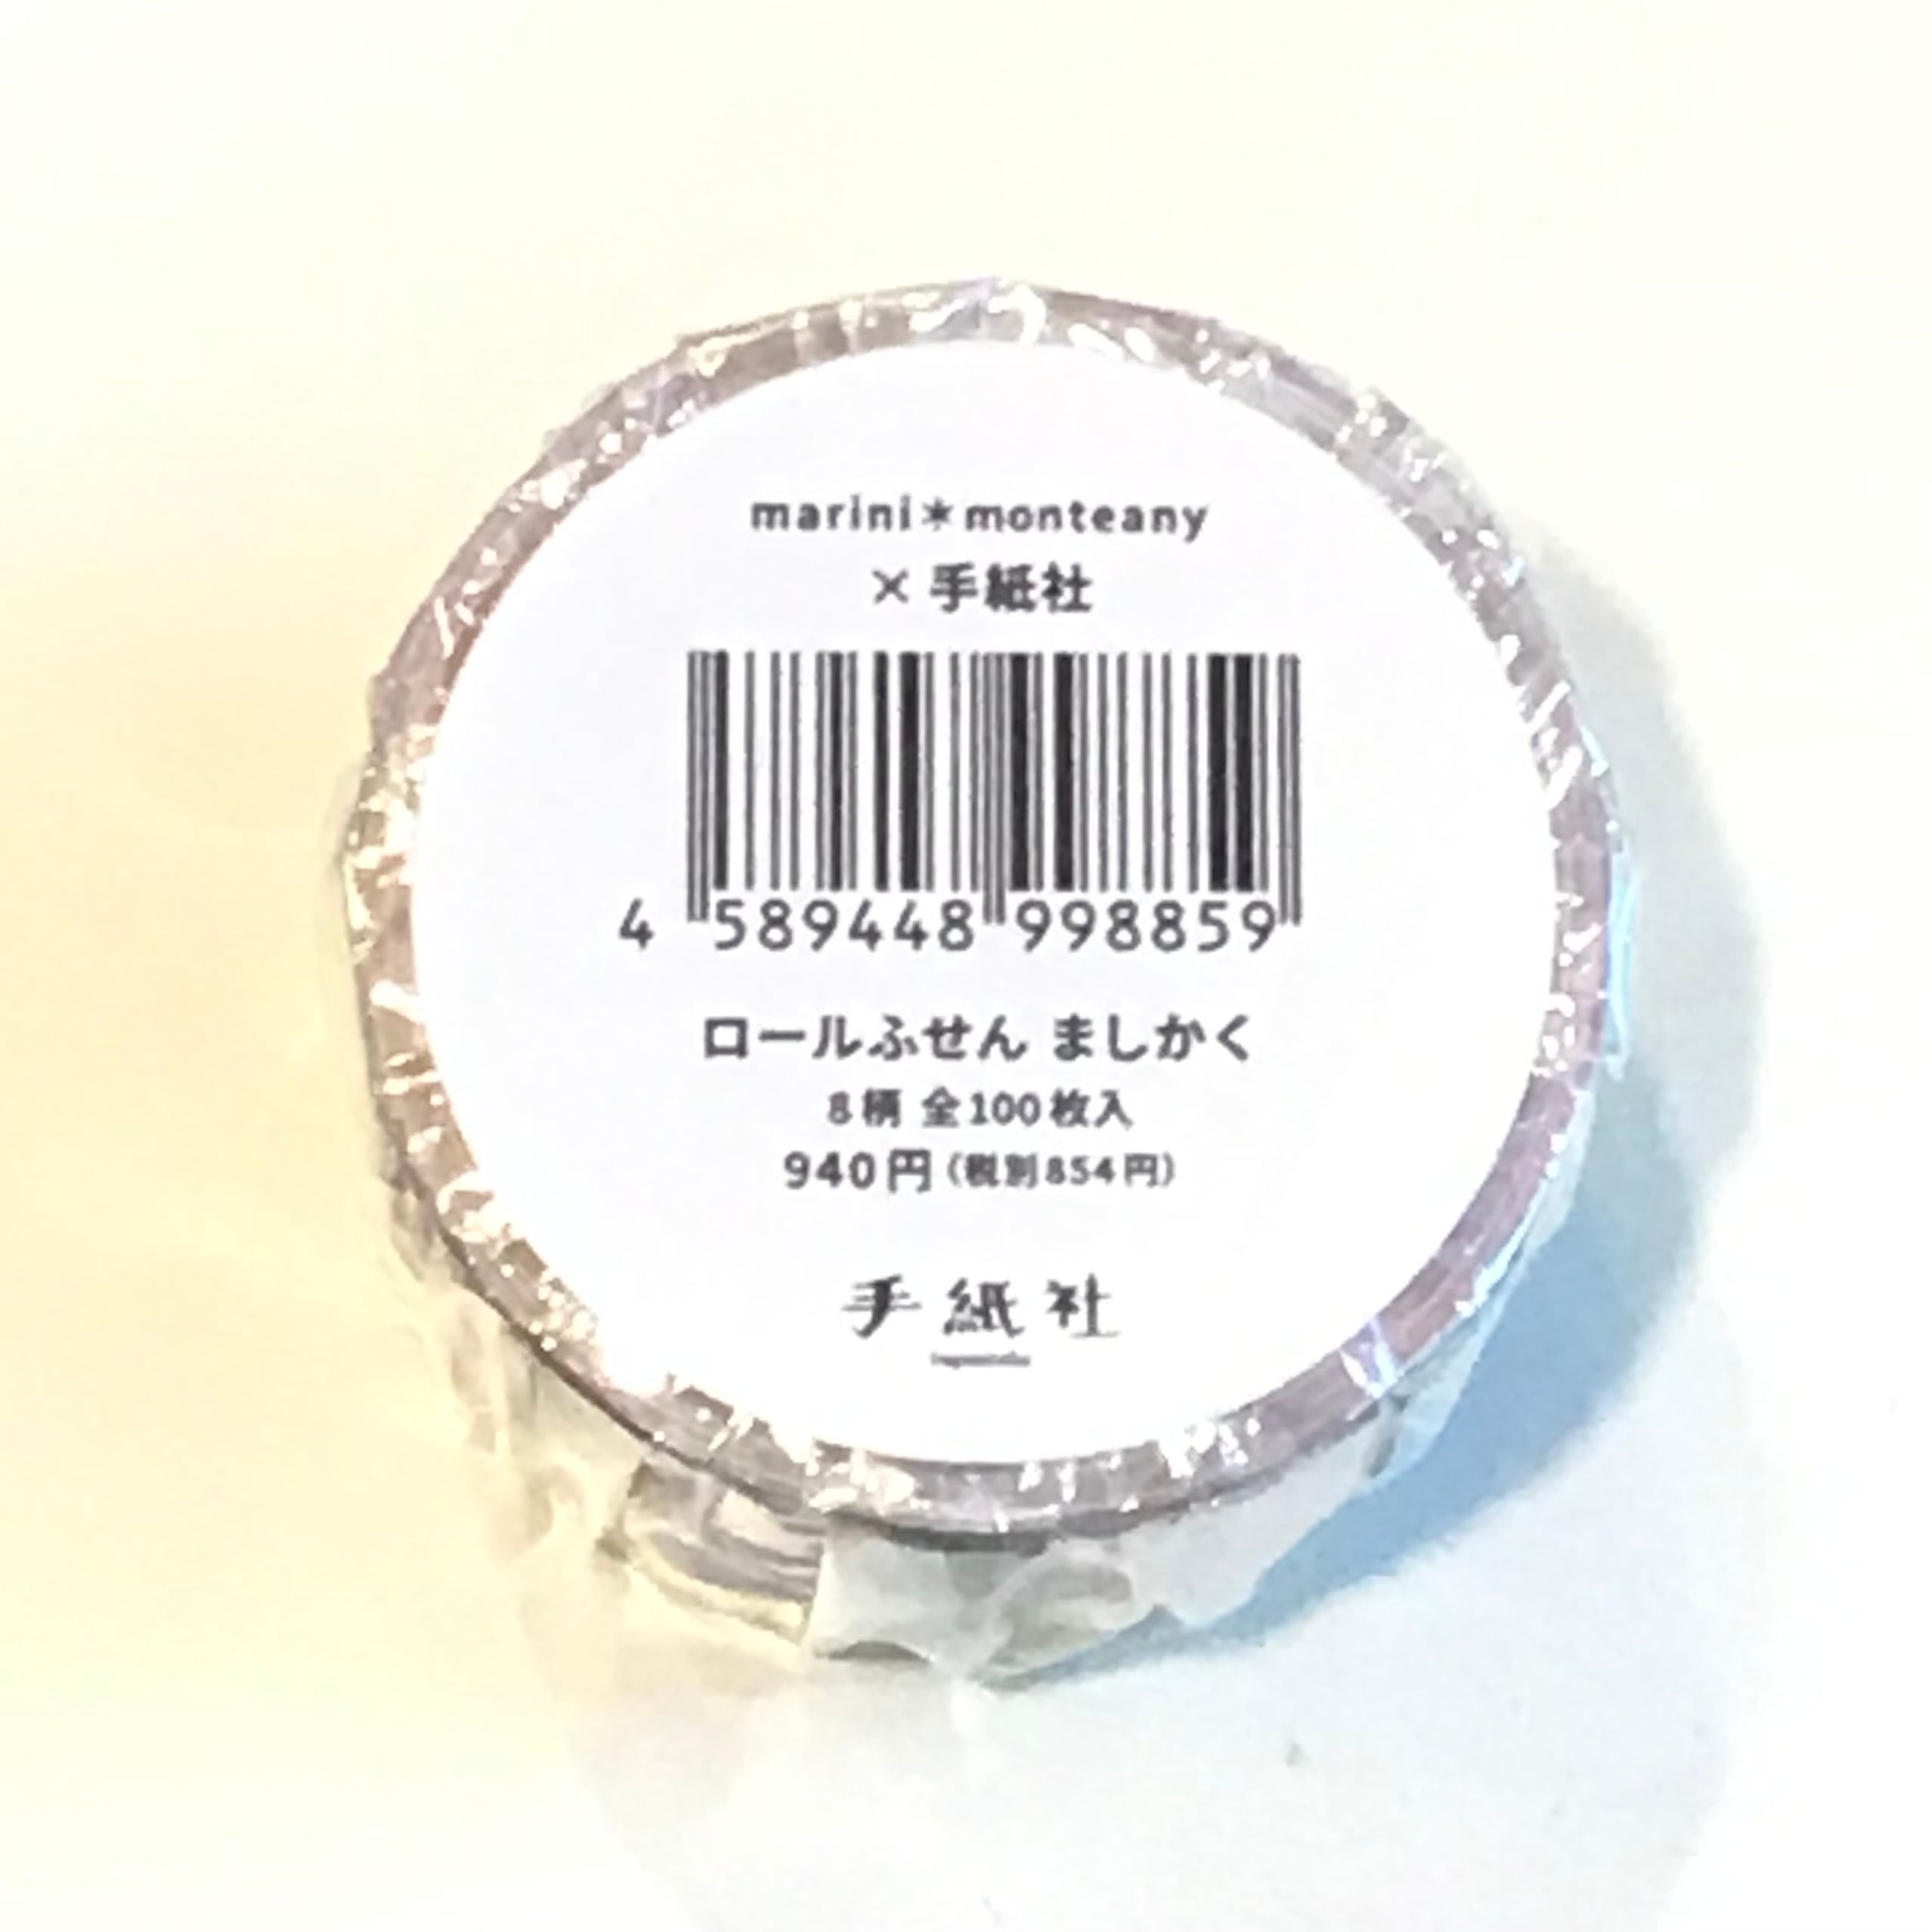 marini＊monteany
×手紙社
4 589448 998859
ロールふせん ましかく
8柄 全100枚入
940円(税別854円)
手紙社